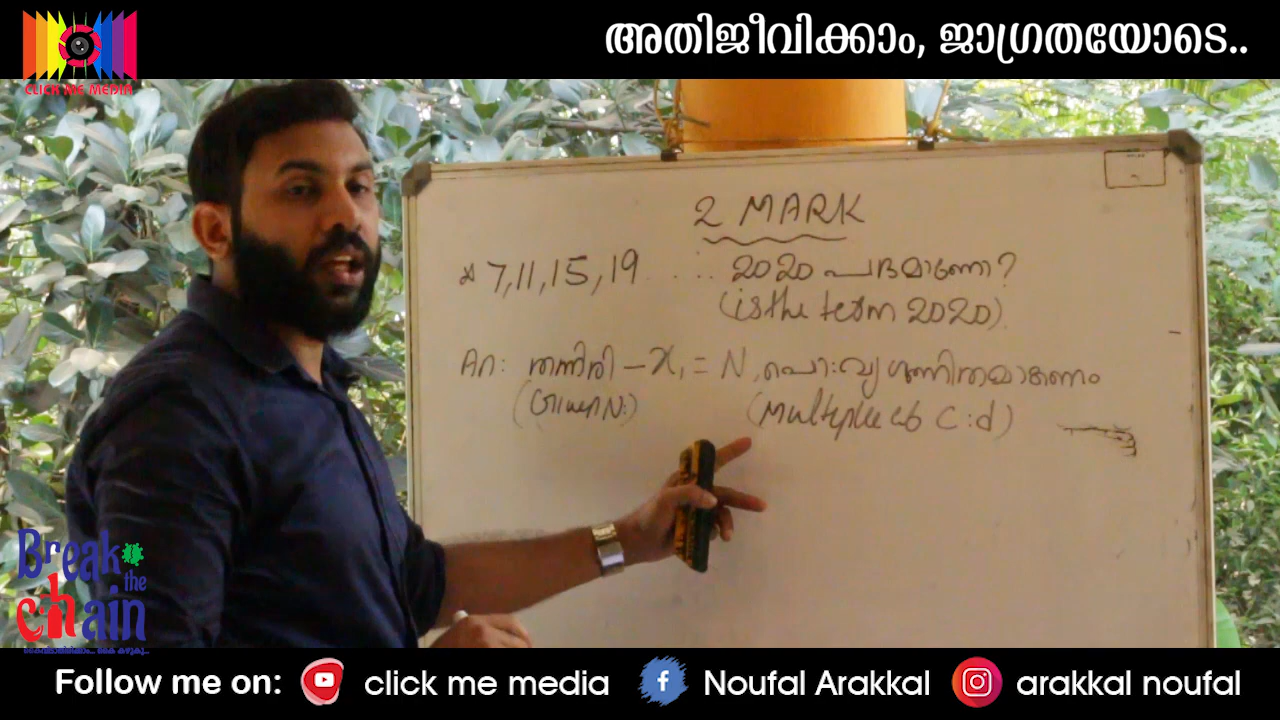 അതിജീവിക്കാം, ജാഗ്രതയോടെ..
CLICK ME MEDIA
2 MARK
7, 11, 15, 19 ..... 2020 പദമാണോ?
(is the term 2020)
An: തന്നിരി - x₁ = N, പൊ:വ്യ ഗുണിതമാകണം
(Given N:)
(Multiple of C:d)
Break
the
chain
Follow me on: click me media Noufal Arakkal arakkal noufal